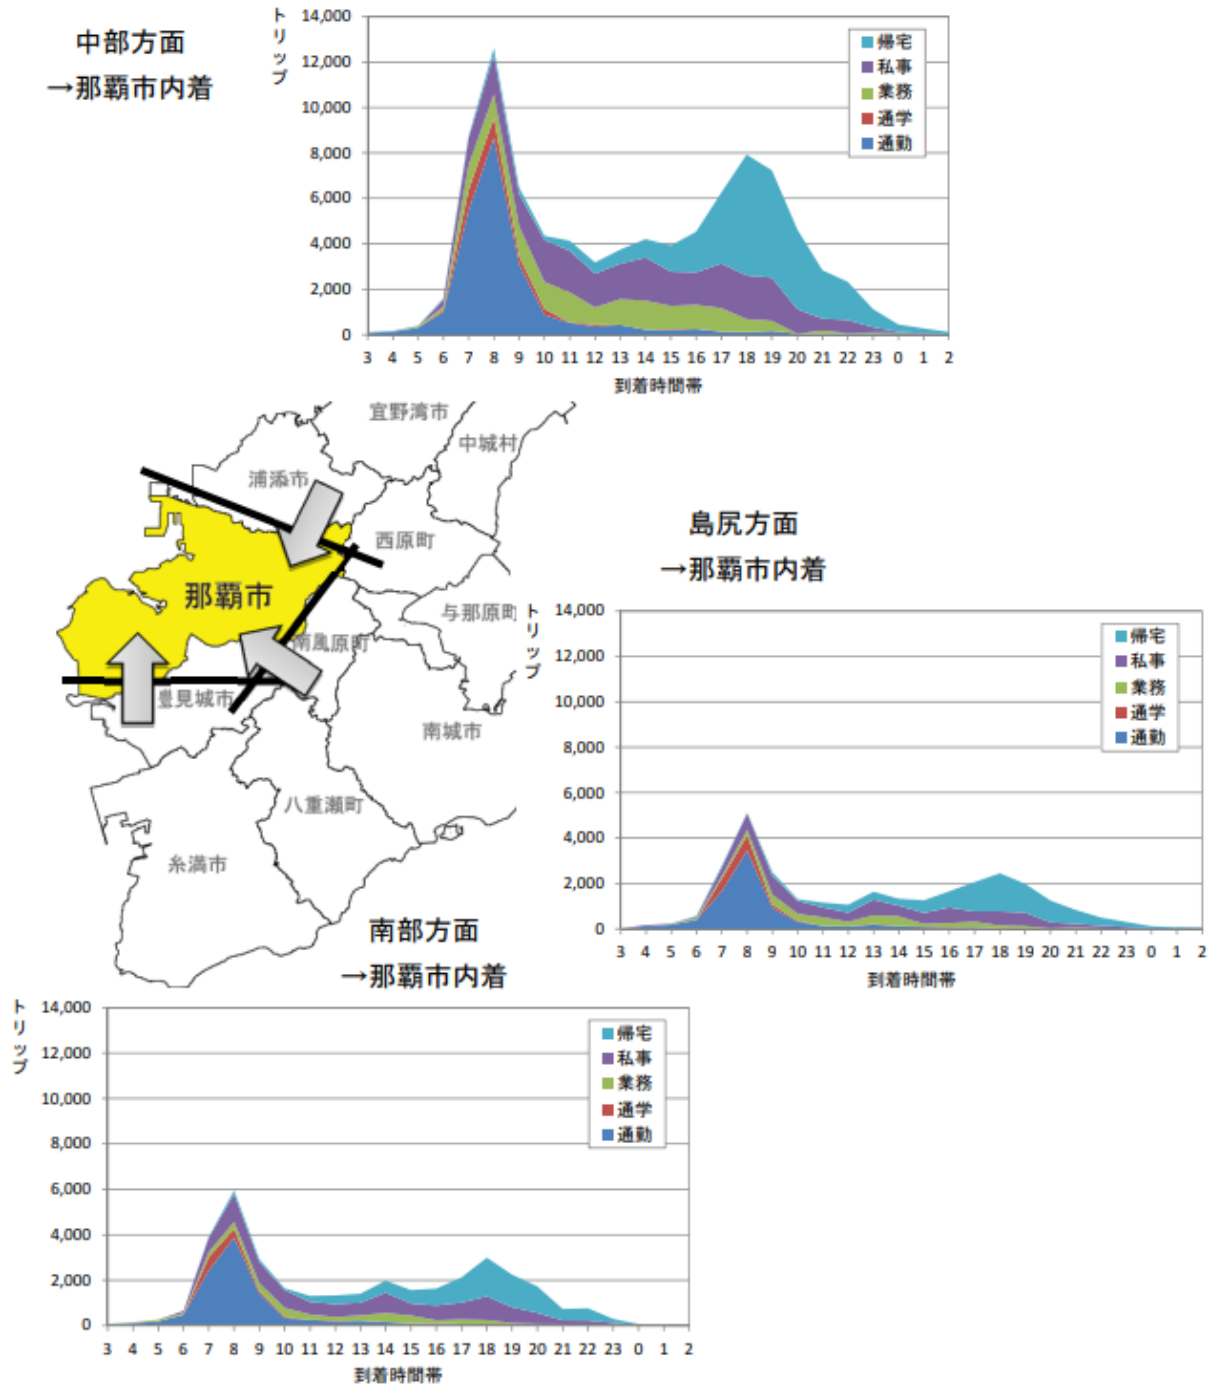 中部方面
→那覇市内着
トリップ
14,000
12,000
10,000
8,000
6,000
4,000
2,000
0
帰宅
私事
業務
通学
通勤
3 4 5 6 7 8 9 10 11 12 13 14 15 16 17 18 19 20 21 22 23 0 1 2
到着時間帯
宜野湾市
中城村
浦添市
西原町
那覇市
与那原町
南風原町
豊見城市
南城市
八重瀬町
糸満市
島尻方面
→那覇市内着
トリップ
14,000
12,000
10,000
8,000
6,000
4,000
2,000
0
帰宅
私事
業務
通学
通勤
3 4 5 6 7 8 9 10 11 12 13 14 15 16 17 18 19 20 21 22 23 0 1 2
到着時間帯
南部方面
→那覇市内着
トリップ
14,000
12,000
10,000
8,000
6,000
4,000
2,000
0
帰宅
私事
業務
通学
通勤
3 4 5 6 7 8 9 10 11 12 13 14 15 16 17 18 19 20 21 22 23 0 1 2
到着時間帯